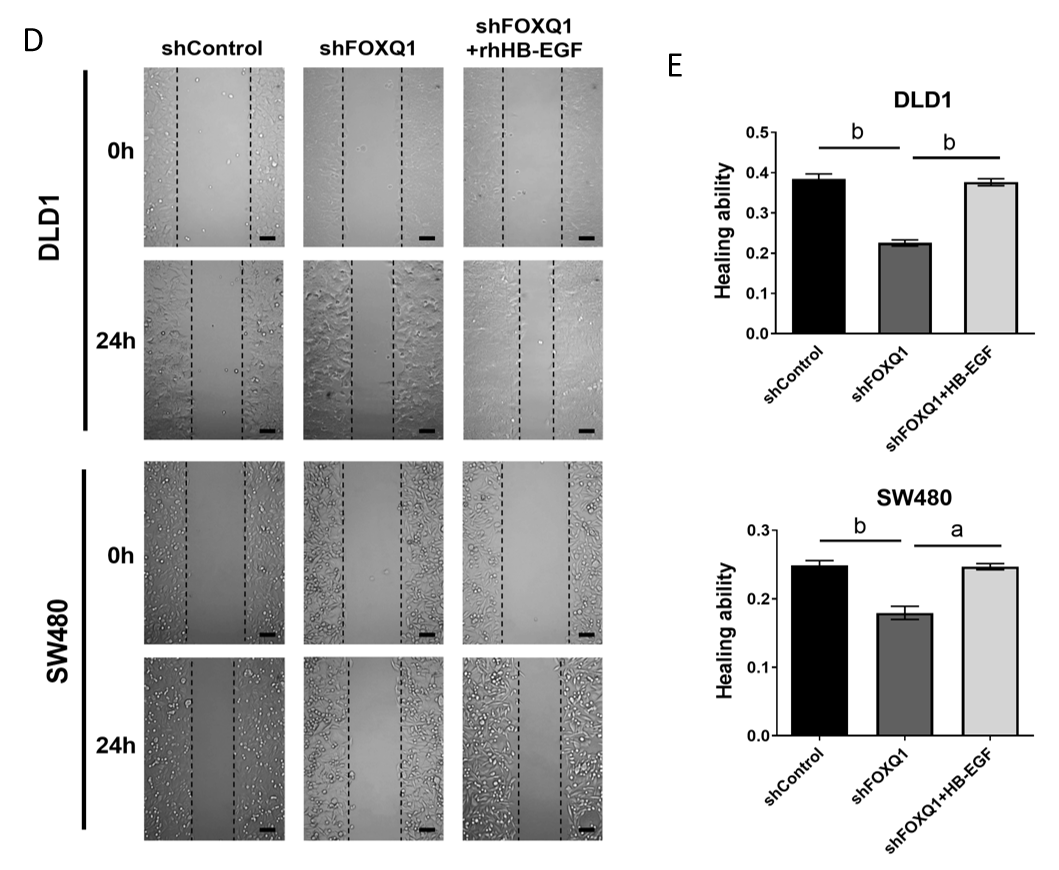 D
shControl
shFOXQ1
shFOXQ1
+rhHB-EGF
DLD1
0h
24h
SW480
0h
24h
E
DLD1
b
b
Healing ability
0.5
0.4
0.3
0.2
0.1
0.0
shControl
shFOXQ1
shFOXQ1+HB-EGF
SW480
b
a
Healing ability
0.3
0.2
0.1
0.0
shControl
shFOXQ1
shFOXQ1+HB-EGF